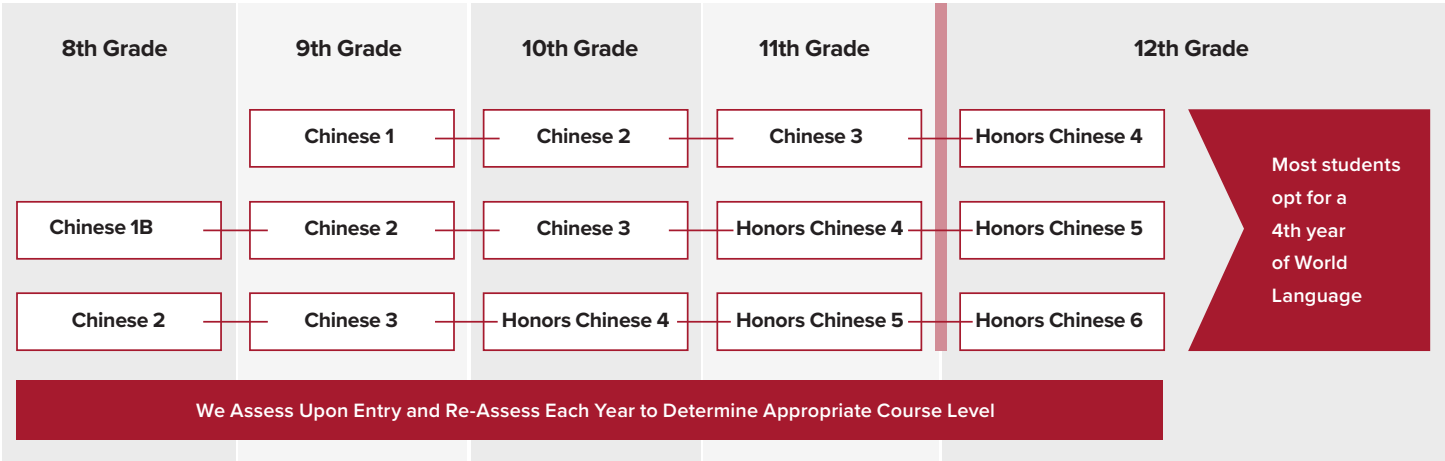 8th Grade 9th Grade 10th Grade 11th Grade 12th Grade
Chinese 1 Chinese 2 Chinese 3 Honors Chinese 4
Chinese 1B Chinese 2 Chinese 3 Honors Chinese 4 Honors Chinese 5
Chinese 2 Chinese 3 Honors Chinese 4 Honors Chinese 5 Honors Chinese 6
Most students
opt for a
4th year
of World
Language
We Assess Upon Entry and Re-Assess Each Year to Determine Appropriate Course Level